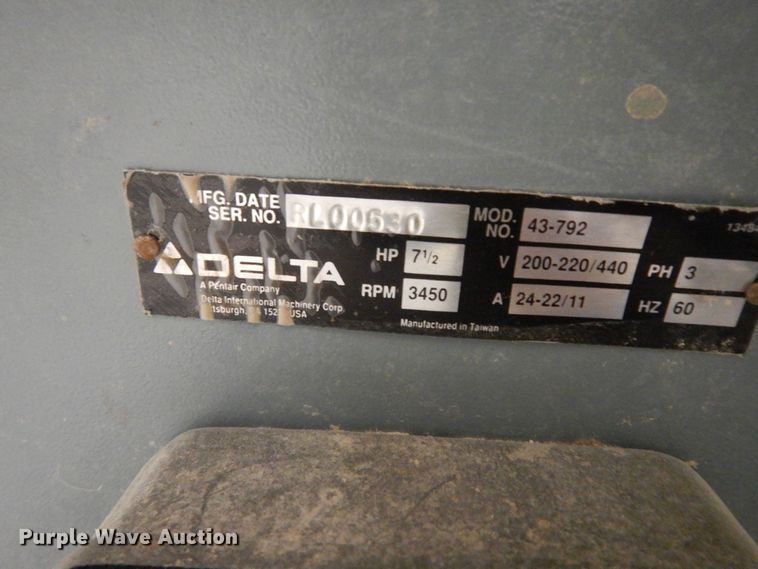 MFG. DATE
SER. NO. RL00530
MOD. NO. 43-792
HP 7 1/2
V 200-220/440
PH 3
DELTA
A Pentair Company
RPM 3450
A 24-22/11
HZ 60
Delta International Machinery Corp.
USA
Manufactured in Taiwan
Purple Wave Auction